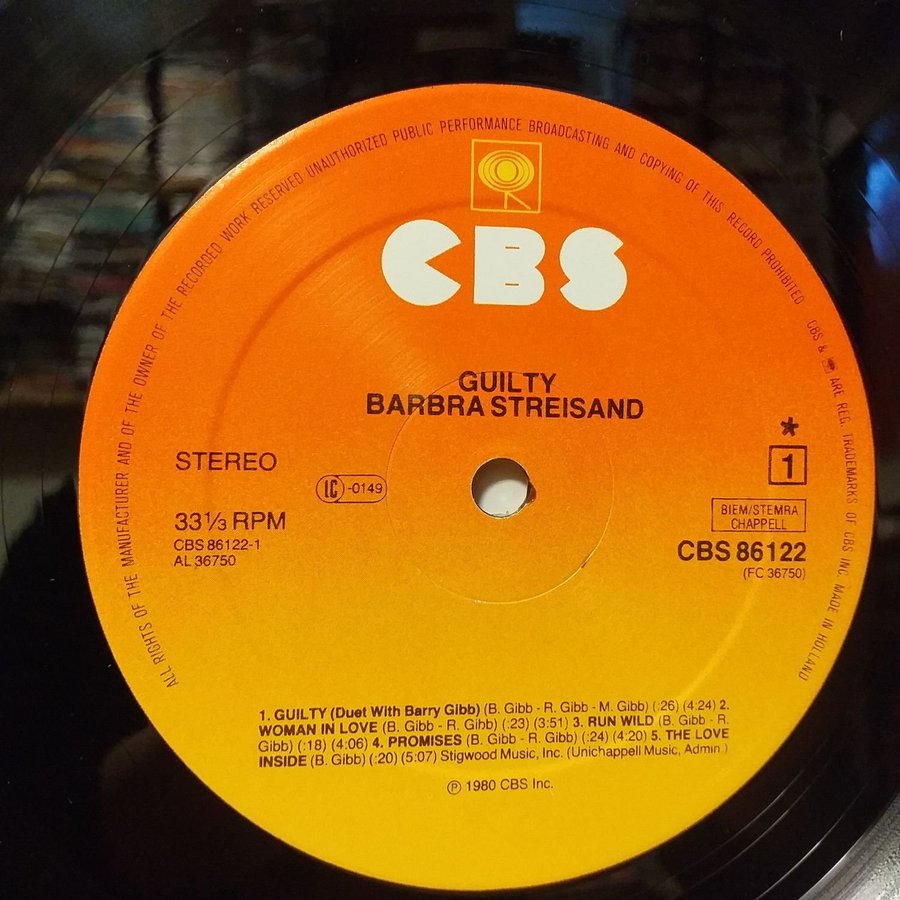 ALL RIGHTS OF THE MANUFACTURER AND OF THE OWNER OF THE RECORDED WORK RESERVED UNAUTHORIZED PUBLIC PERFORMANCE BROADCASTING AND COPYING OF THIS RECORD PROHIBITED
CBS & ARE REG. TRADEMARKS OF CBS INC. MADE IN HOLLAND
CBS
GUILTY
BARBRA STREISAND
STEREO
LC-0149
33⅓ RPM
CBS 86122-1
AL 36750
*
1
BIEM/STEMRA
CHAPPELL
CBS 86122
(FC 36750)
1. GUILTY (Duet With Barry Gibb) (B. Gibb - R. Gibb - M. Gibb) (:26) (4:24) 2.
WOMAN IN LOVE (B. Gibb - R. Gibb) (:23) (3:51) 3. RUN WILD (B. Gibb - R.
Gibb) (:18) (4:06) 4. PROMISES (B. Gibb - R. Gibb) (:24) (4:20) 5. THE LOVE
INSIDE (B. Gibb) (:20) (5:07) Stigwood Music, Inc. (Unichappell Music, Admin.)
℗ 1980 CBS Inc.